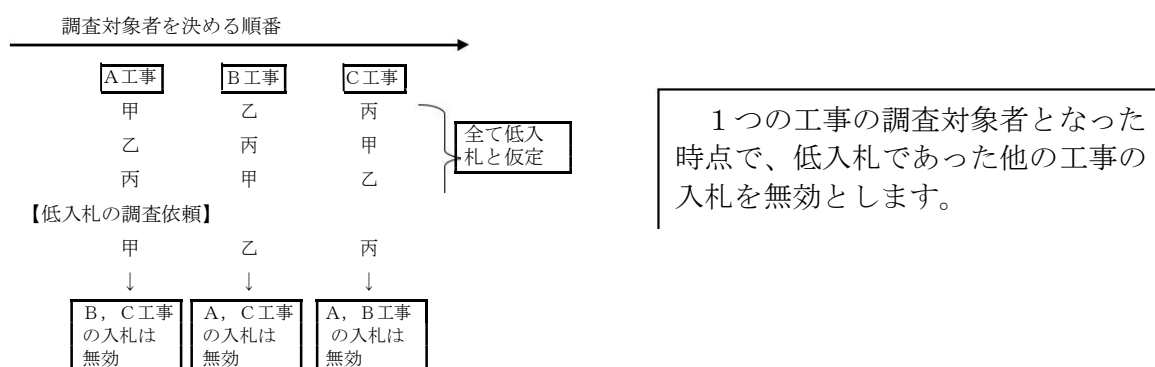 調査対象者を決める順番
A工事 B工事 C工事
甲 乙 丙
乙 丙 甲
丙 甲 乙
全て低入
札と仮定
【低入札の調査依頼】
甲 乙 丙
↓ ↓ ↓
B，C工事
の入札は
無効
A，C工事
の入札は
無効
A，B工事
の入札は
無効
１つの工事の調査対象者となった
時点で、低入札であった他の工事の
入札を無効とします。